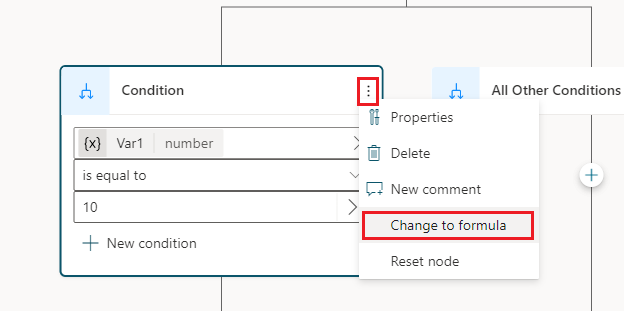 Condition
All Other Conditions
{x} Var1 number
is equal to
10
New condition
Properties
Delete
New comment
Change to formula
Reset node